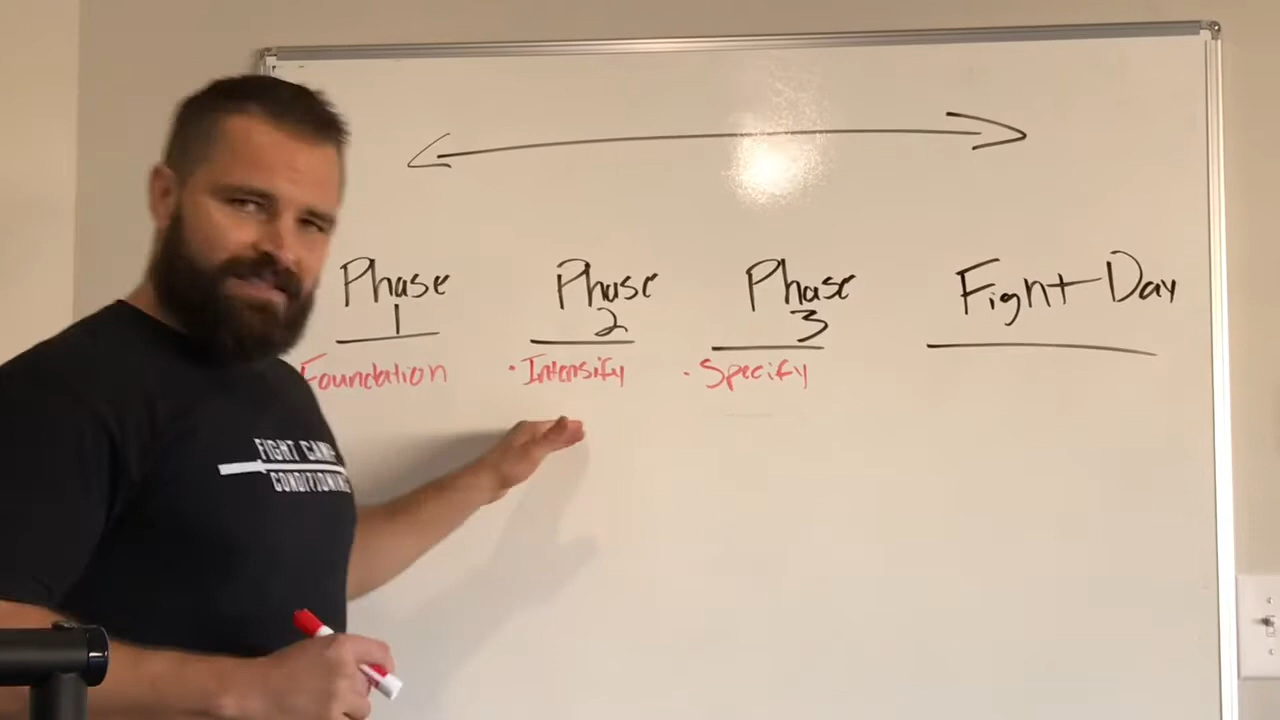 Phase
1
Phase
2
Phase
3
Fight Day
Foundation
· Intensify
· Specify
FIGHT CAMP
CONDITIONING